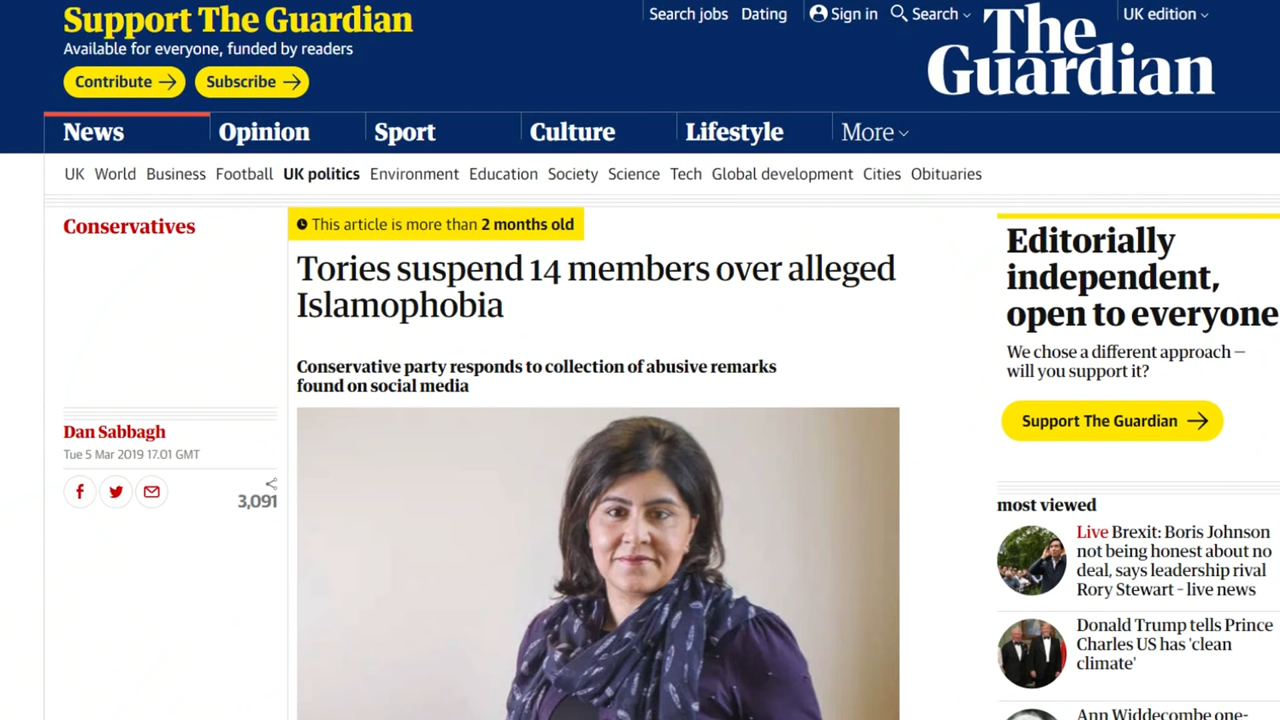 Support The Guardian
Available for everyone, funded by readers
Contribute
Subscribe
Search jobs
Dating
Sign in
Search
UK edition
The
Guardian
News
Opinion
Sport
Culture
Lifestyle
More
UK
World
Business
Football
UK politics
Environment
Education
Society
Science
Tech
Global development
Cities
Obituaries
Conservatives
This article is more than 2 months old
Tories suspend 14 members over alleged
Islamophobia
Conservative party responds to collection of abusive remarks
found on social media
Dan Sabbagh
Tue 5 Mar 2019 17.01 GMT
3,091
Editorially
independent,
open to everyone
We chose a different approach —
will you support it?
Support The Guardian
most viewed
Live Brexit: Boris Johnson
not being honest about no
deal, says leadership rival
Rory Stewart – live news
Donald Trump tells Prince
Charles US has 'clean
climate'
Ann Widdecombe one-